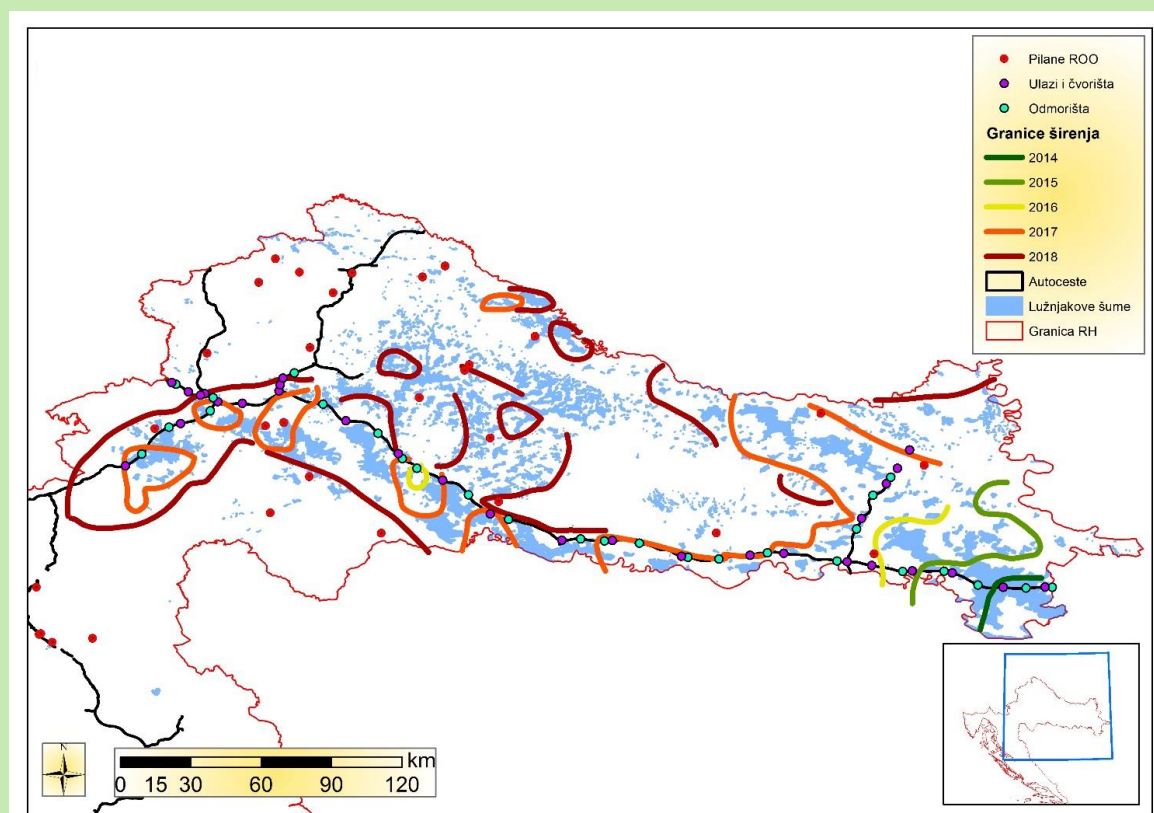 Pilane ROO
Ulazi i čvorišta
Odmorišta
Granice širenja
2014
2015
2016
2017
2018
Autoceste
Lužnjakove šume
Granica RH
N
km
0 15 30 60 90 120